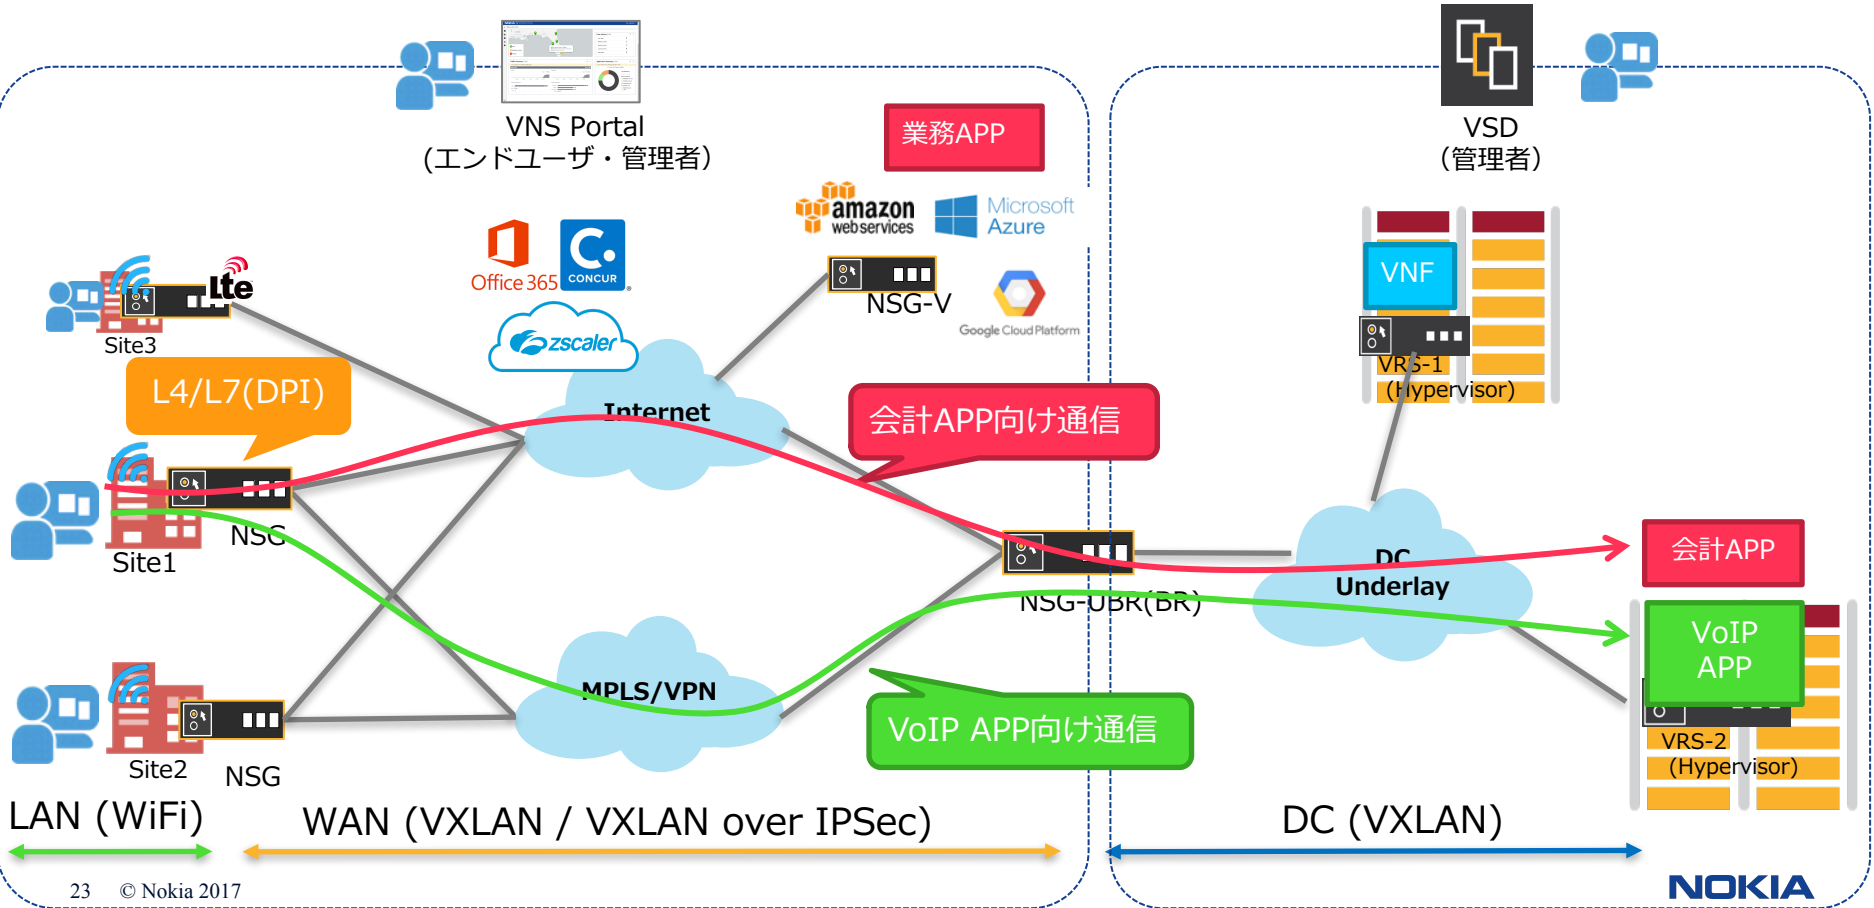 VNS Portal
(エンドユーザ・管理者）
業務APP
VSD
（管理者）
amazon
webservices
Microsoft
Azure
Office 365
C.
CONCUR
zscaler
NSG-V
Google Cloud Platform
VNF
VRS-1
(Hypervisor)
lte
Site3
L4/L7(DPI)
Internet
会計APP向け通信
NSG
Site1
NSG-UBR(BR)
DC
Underlay
会計APP
VoIP
APP
MPLS/VPN
VoIP APP向け通信
VRS-2
(Hypervisor)
Site2
NSG
LAN (WiFi)
WAN (VXLAN / VXLAN over IPSec)
DC (VXLAN)
23 © Nokia 2017
NOKIA